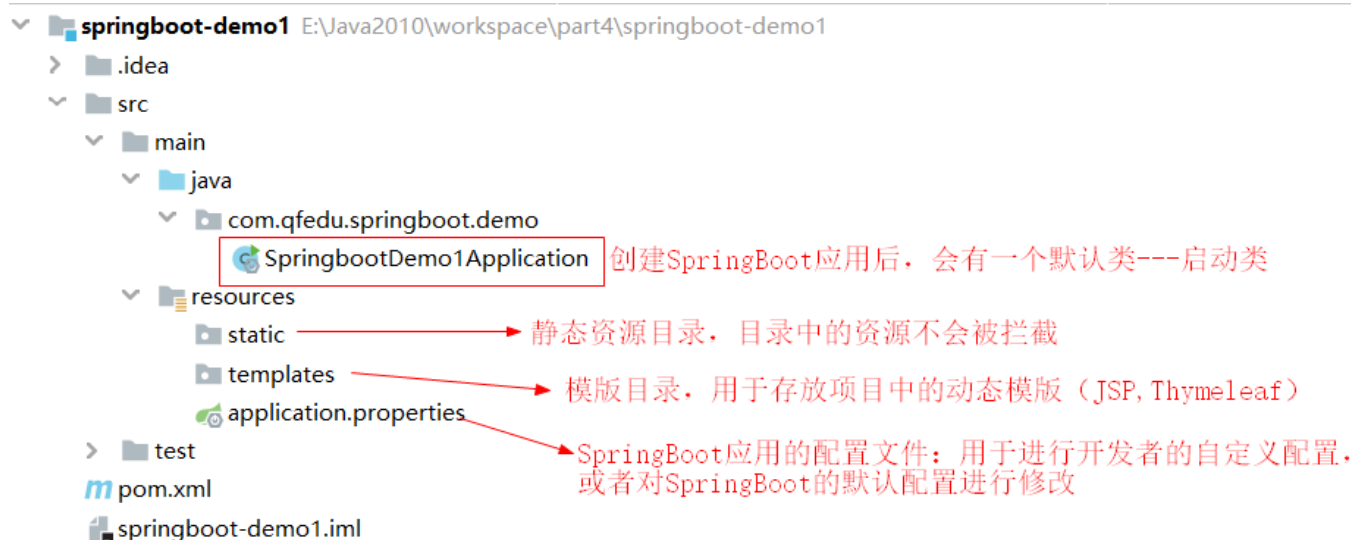 springboot-demo1 E:\Java2010\workspace\part4\springboot-demo1
.idea
src
main
java
com.qfedu.springboot.demo
SpringbootDemo1Application 创建SpringBoot应用后，会有一个默认类---启动类
resources
static 静态资源目录，目录中的资源不会被拦截
templates 模版目录，用于存放项目中的动态模版（JSP,Thymeleaf）
application.properties
SpringBoot应用的配置文件：用于进行开发者的自定义配置，
test
或者对SpringBoot的默认配置进行修改
pom.xml
springboot-demo1.iml